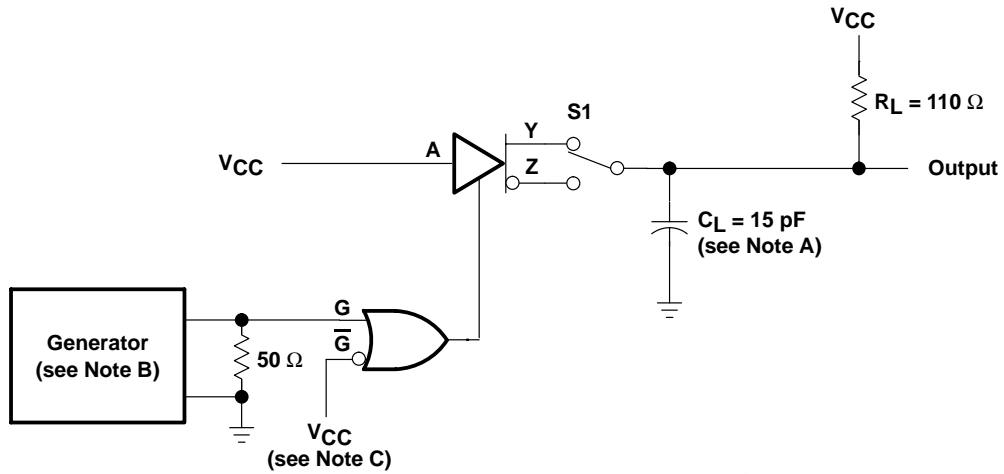 VCC
RL = 110 Ω
S1
Y
A
VCC
Z
Output
CL = 15 pF
(see Note A)
G
G̅
Generator
(see Note B)
50 Ω
VCC
(see Note C)